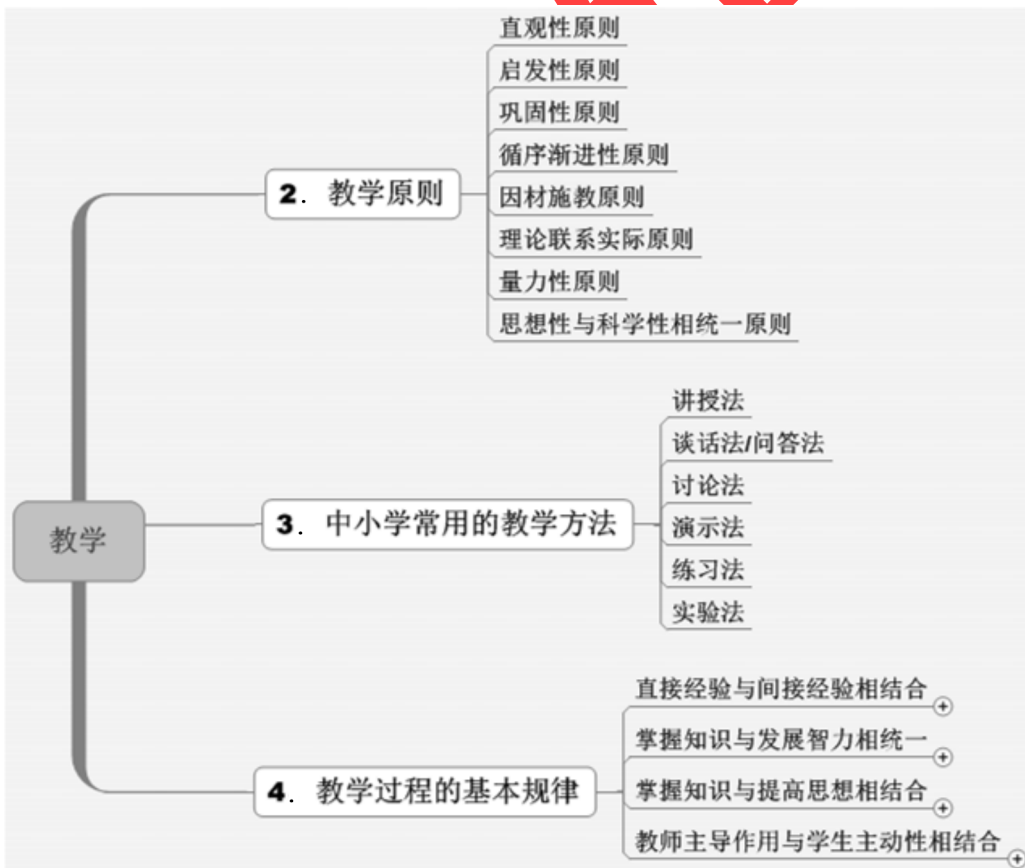 直观性原则
启发性原则
巩固性原则
循序渐进性原则
2. 教学原则
因材施教原则
理论联系实际原则
量力性原则
思想性与科学性相统一原则
讲授法
谈话法/问答法
讨论法
教学
3. 中小学常用的教学方法
演示法
练习法
实验法
直接经验与间接经验相结合
掌握知识与发展智力相统一
4. 教学过程的基本规律
掌握知识与提高思想相结合
教师主导作用与学生主动性相结合